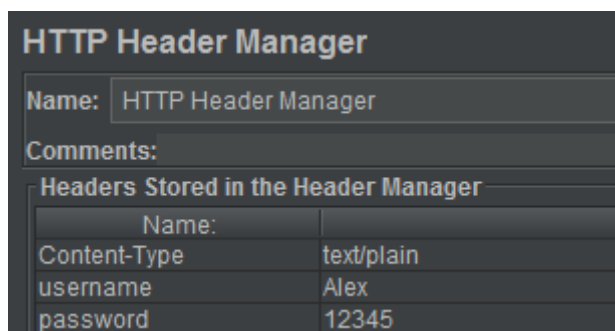 HTTP Header Manager
Name: HTTP Header Manager
Comments:
Headers Stored in the Header Manager
Name:
Content-Type text/plain
username Alex
password 12345